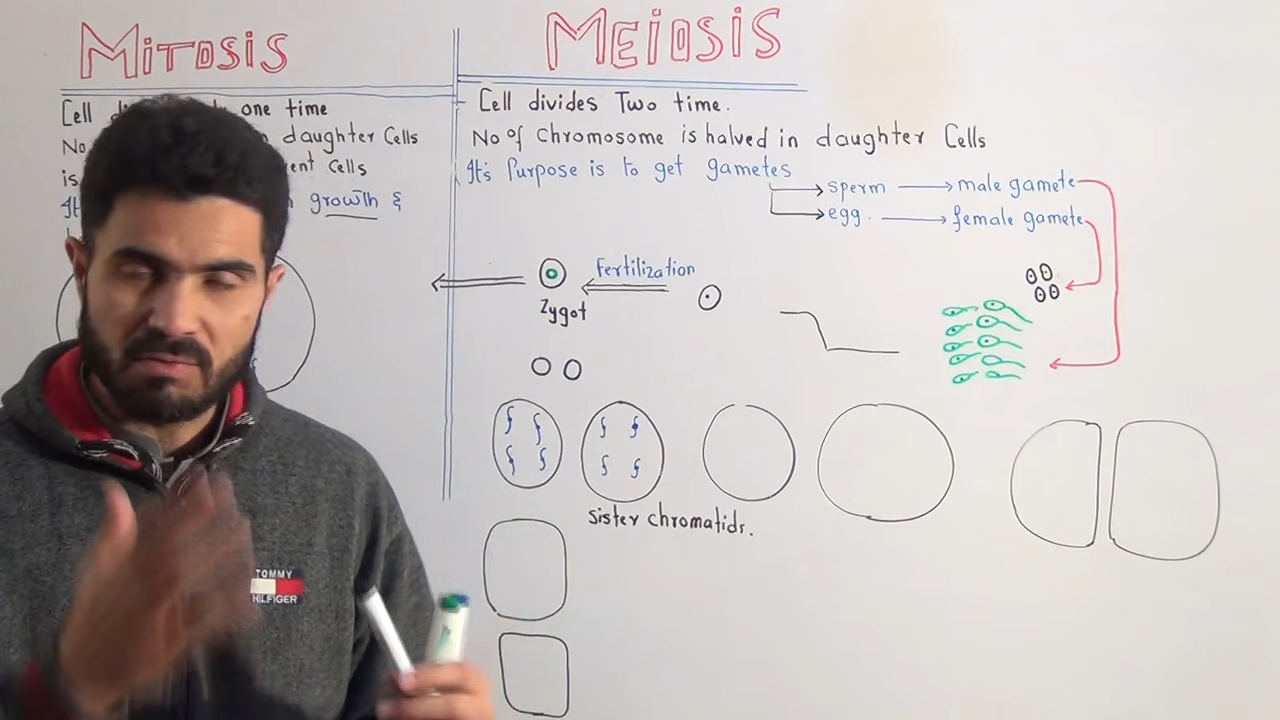 MITOSIS
Cell one time
No daughter Cells
is Cells
growth &
MEIOSIS
Cell divides Two time.
No of Chromosome is halved in daughter Cells
It's Purpose is to get gametes
sperm male gamete
egg. female gamete
Fertilization
Zygot
Sister chromatids.
TOMMY
HILFIGER